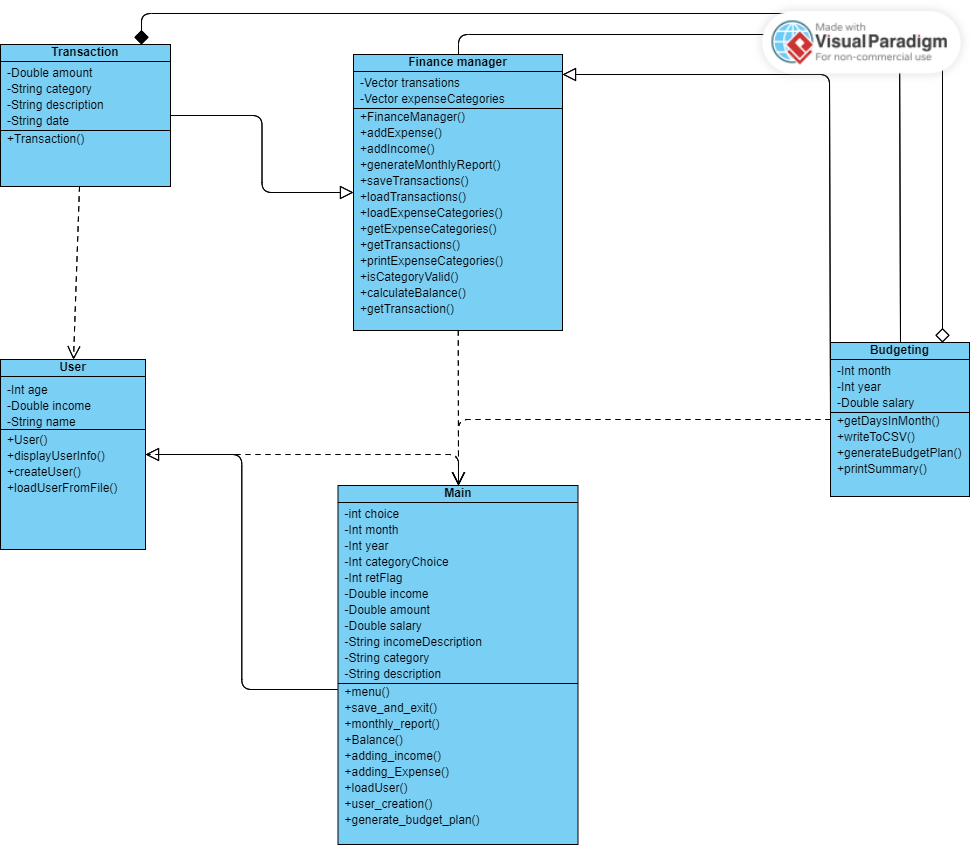 Made with
Visual Paradigm
For non-commercial use
Transaction
-Double amount
-String category
-String description
-String date
+Transaction()
Finance manager
-Vector transations
-Vector expenseCategories
+FinanceManager()
+addExpense()
+addIncome()
+generateMonthlyReport()
+saveTransactions()
+loadTransactions()
+loadExpenseCategories()
+getExpenseCategories()
+getTransactions()
+printExpenseCategories()
+isCategoryValid()
+calculateBalance()
+getTransaction()
Budgeting
-Int month
-Int year
-Double salary
+getDaysInMonth()
+writeToCSV()
+generateBudgetPlan()
+printSummary()
User
-Int age
-Double income
-String name
+User()
+displayUserInfo()
+createUser()
+loadUserFromFile()
Main
-int choice
-Int month
-Int year
-Int categoryChoice
-Int retFlag
-Double income
-Double amount
-Double salary
-String incomeDescription
-String category
-String description
+menu()
+save_and_exit()
+monthly_report()
+Balance()
+adding_income()
+adding_Expense()
+loadUser()
+user_creation()
+generate_budget_plan()